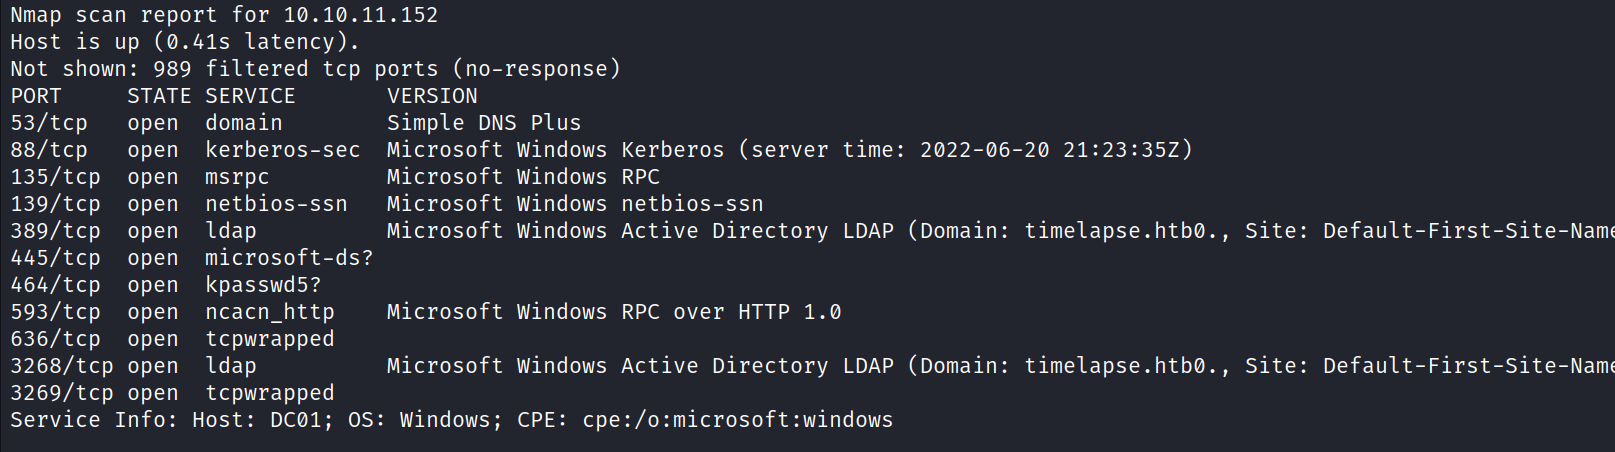 Nmap scan report for 10.10.11.152
Host is up (0.41s latency).
Not shown: 989 filtered tcp ports (no-response)
PORT     STATE SERVICE       VERSION
53/tcp   open  domain        Simple DNS Plus
88/tcp   open  kerberos-sec  Microsoft Windows Kerberos (server time: 2022-06-20 21:23:35Z)
135/tcp  open  msrpc         Microsoft Windows RPC
139/tcp  open  netbios-ssn   Microsoft Windows netbios-ssn
389/tcp  open  ldap          Microsoft Windows Active Directory LDAP (Domain: timelapse.htb0., Site: Default-First-Site-Name
445/tcp  open  microsoft-ds?
464/tcp  open  kpasswd5?
593/tcp  open  ncacn_http    Microsoft Windows RPC over HTTP 1.0
636/tcp  open  tcpwrapped
3268/tcp open  ldap          Microsoft Windows Active Directory LDAP (Domain: timelapse.htb0., Site: Default-First-Site-Name
3269/tcp open  tcpwrapped
Service Info: Host: DC01; OS: Windows; CPE: cpe:/o:microsoft:windows